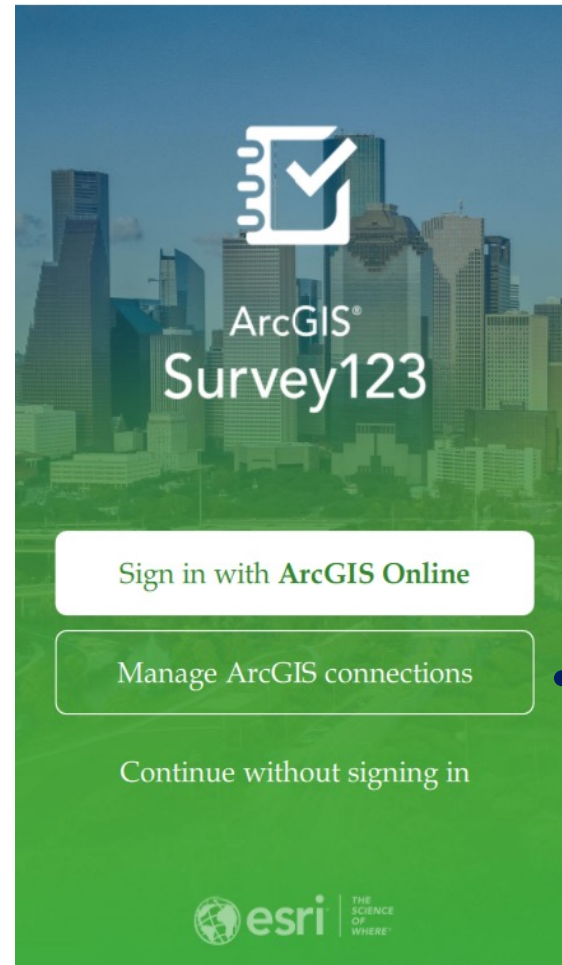 ArcGIS®
Survey123
Sign in with ArcGIS Online
Manage ArcGIS connections
Continue without signing in
esri
THE
SCIENCE
OF
WHERE®